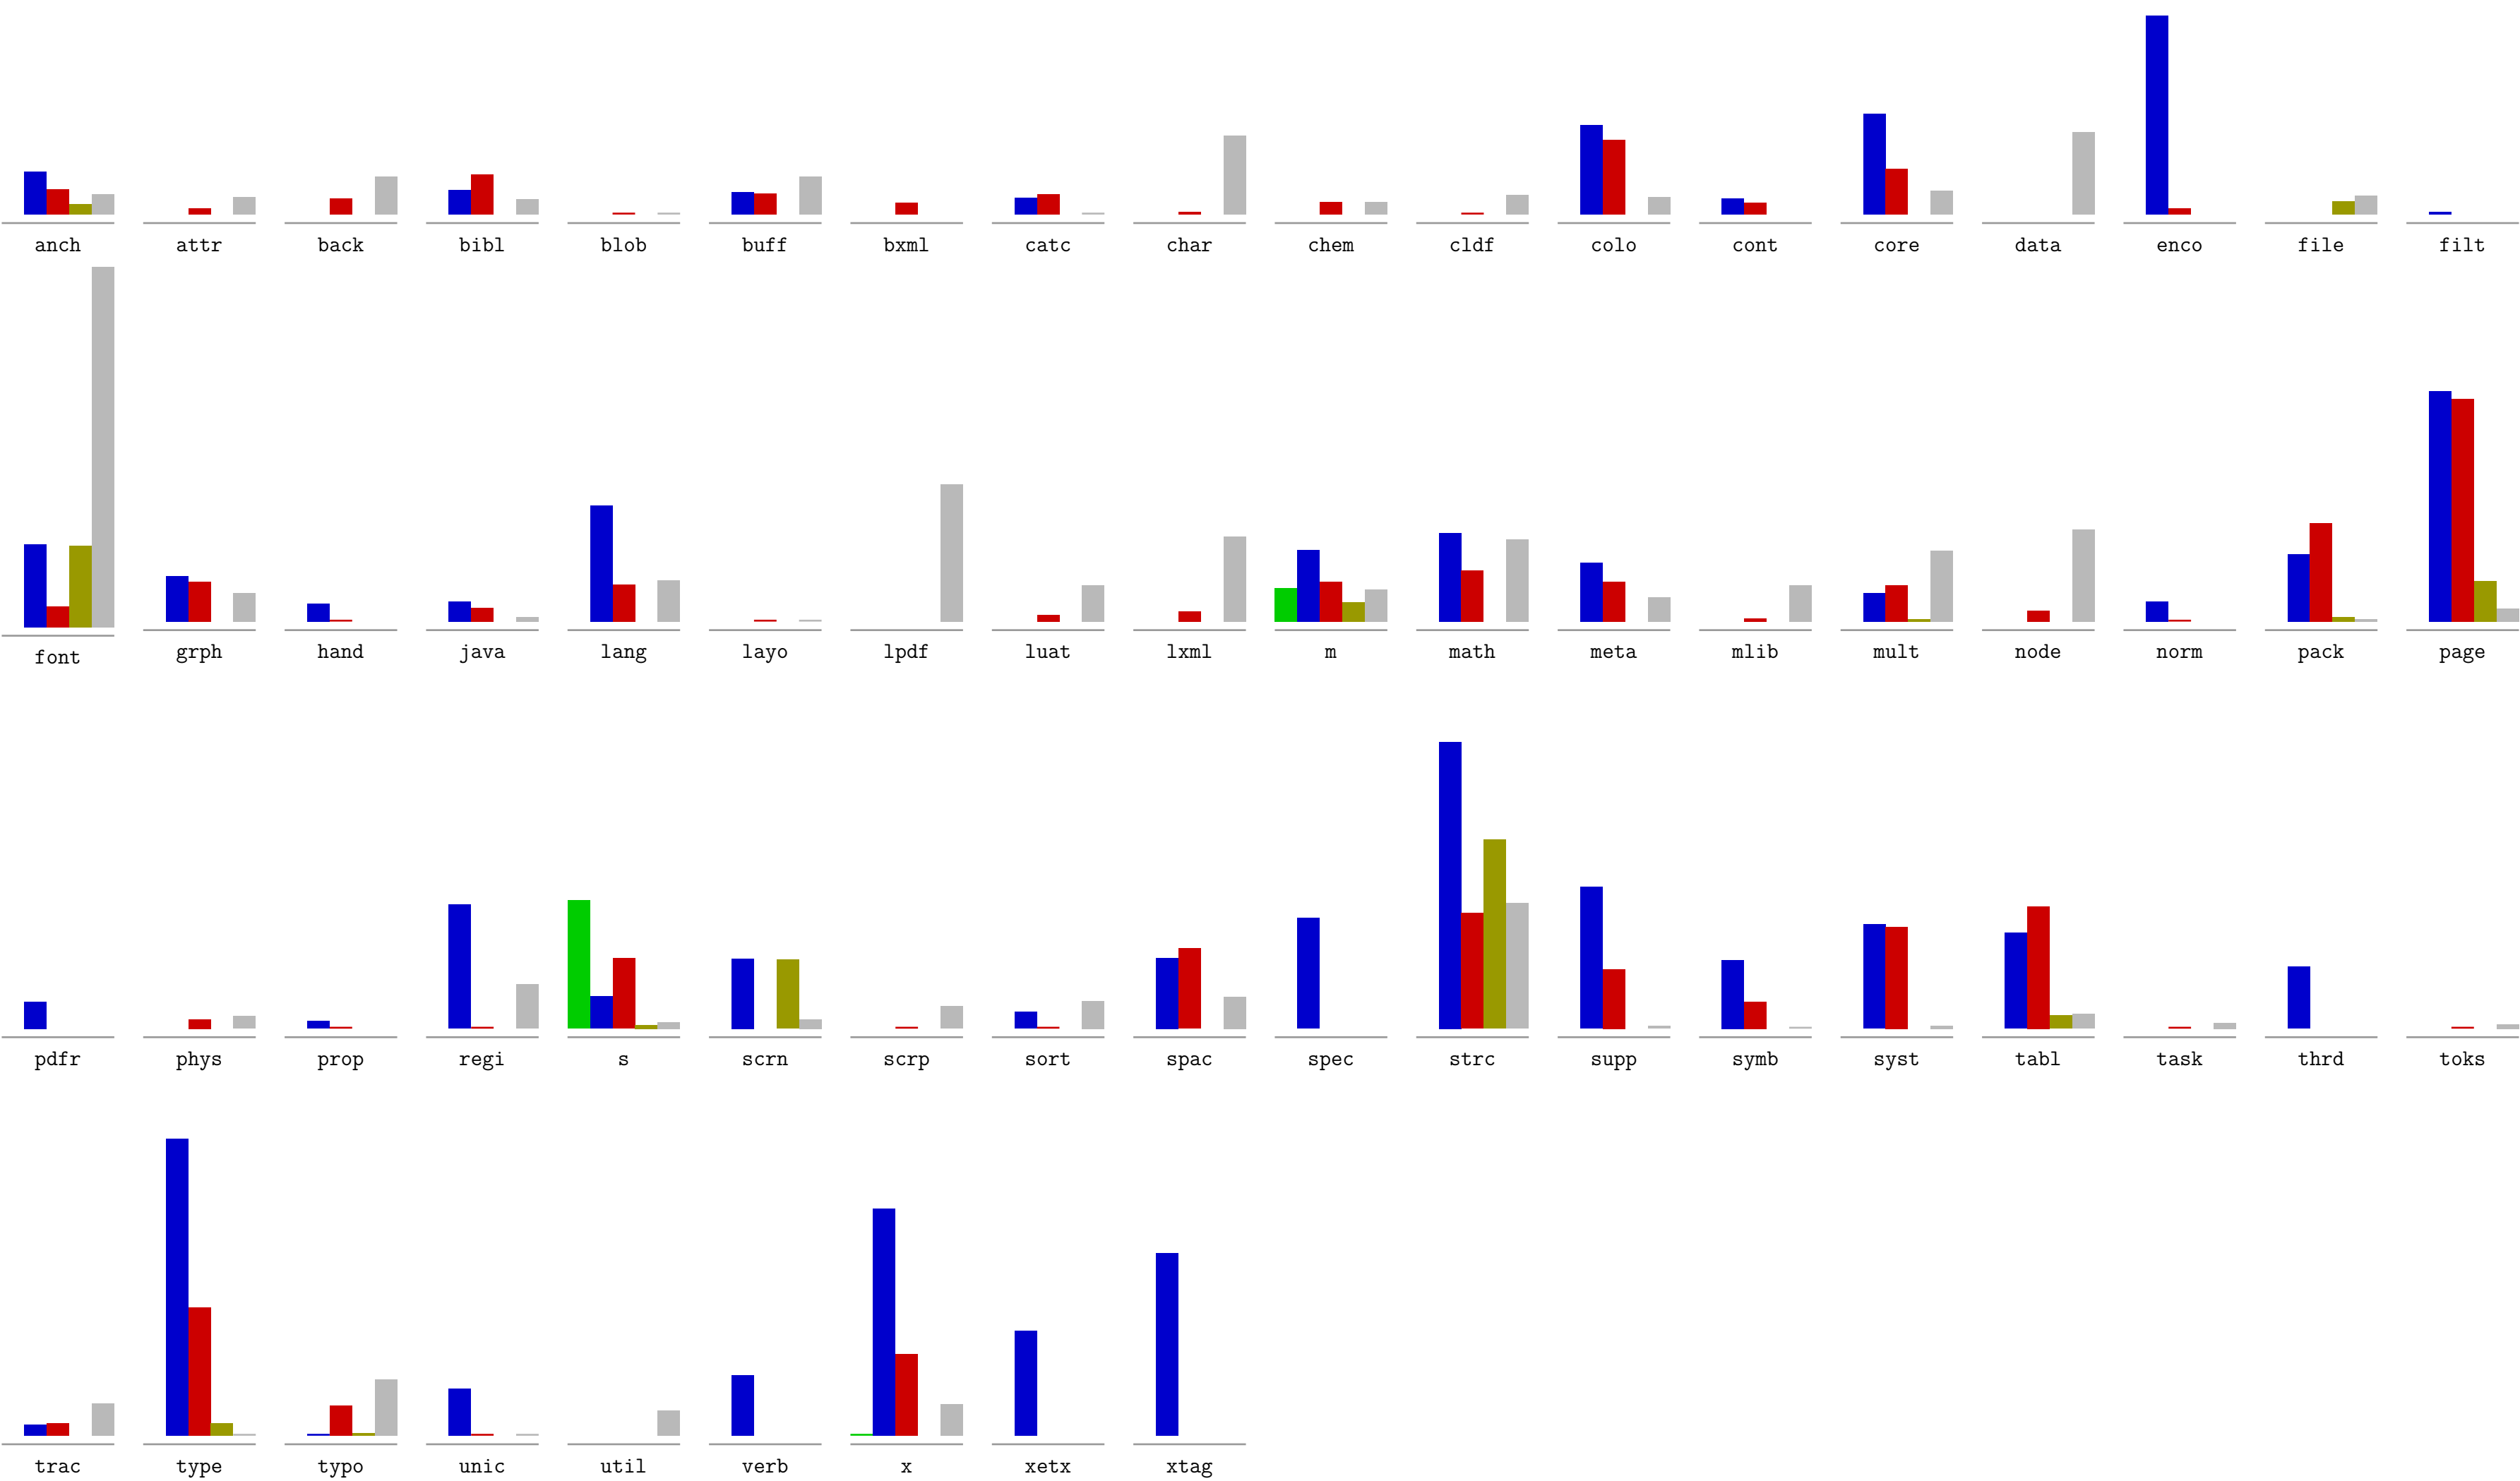 anch attr back bibl blob buff bxml catc char chem cldf colo cont core data enco file filt
font grph hand java lang layo lpdf luat lxml m math meta mlib mult node norm pack page
pdfr phys prop regi s scrn scrp sort spac spec strc supp symb syst tabl task thrd toks
trac type typo unic util verb x xetx xtag